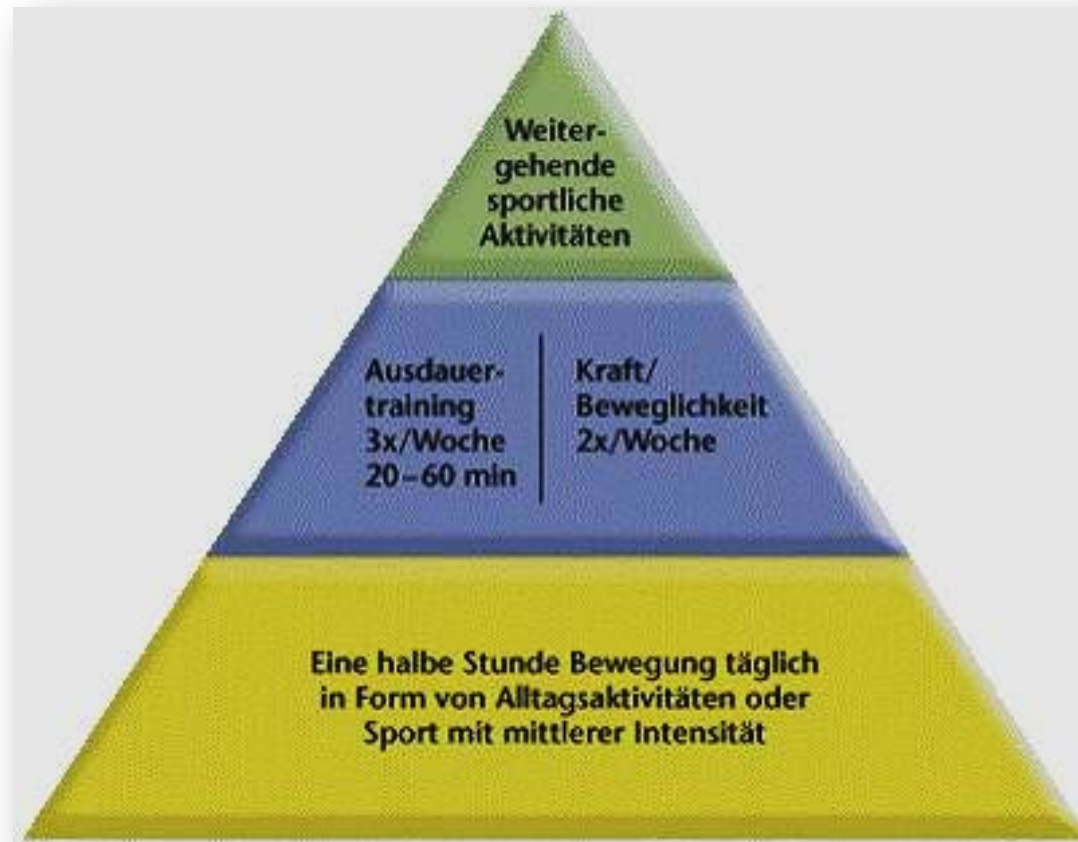 Weiter-
gehende
sportliche
Aktivitäten
Ausdauer-
training
3x/Woche
20–60 min
Kraft/
Beweglichkeit
2x/Woche
Eine halbe Stunde Bewegung täglich
in Form von Alltagsaktivitäten oder
Sport mit mittlerer Intensität